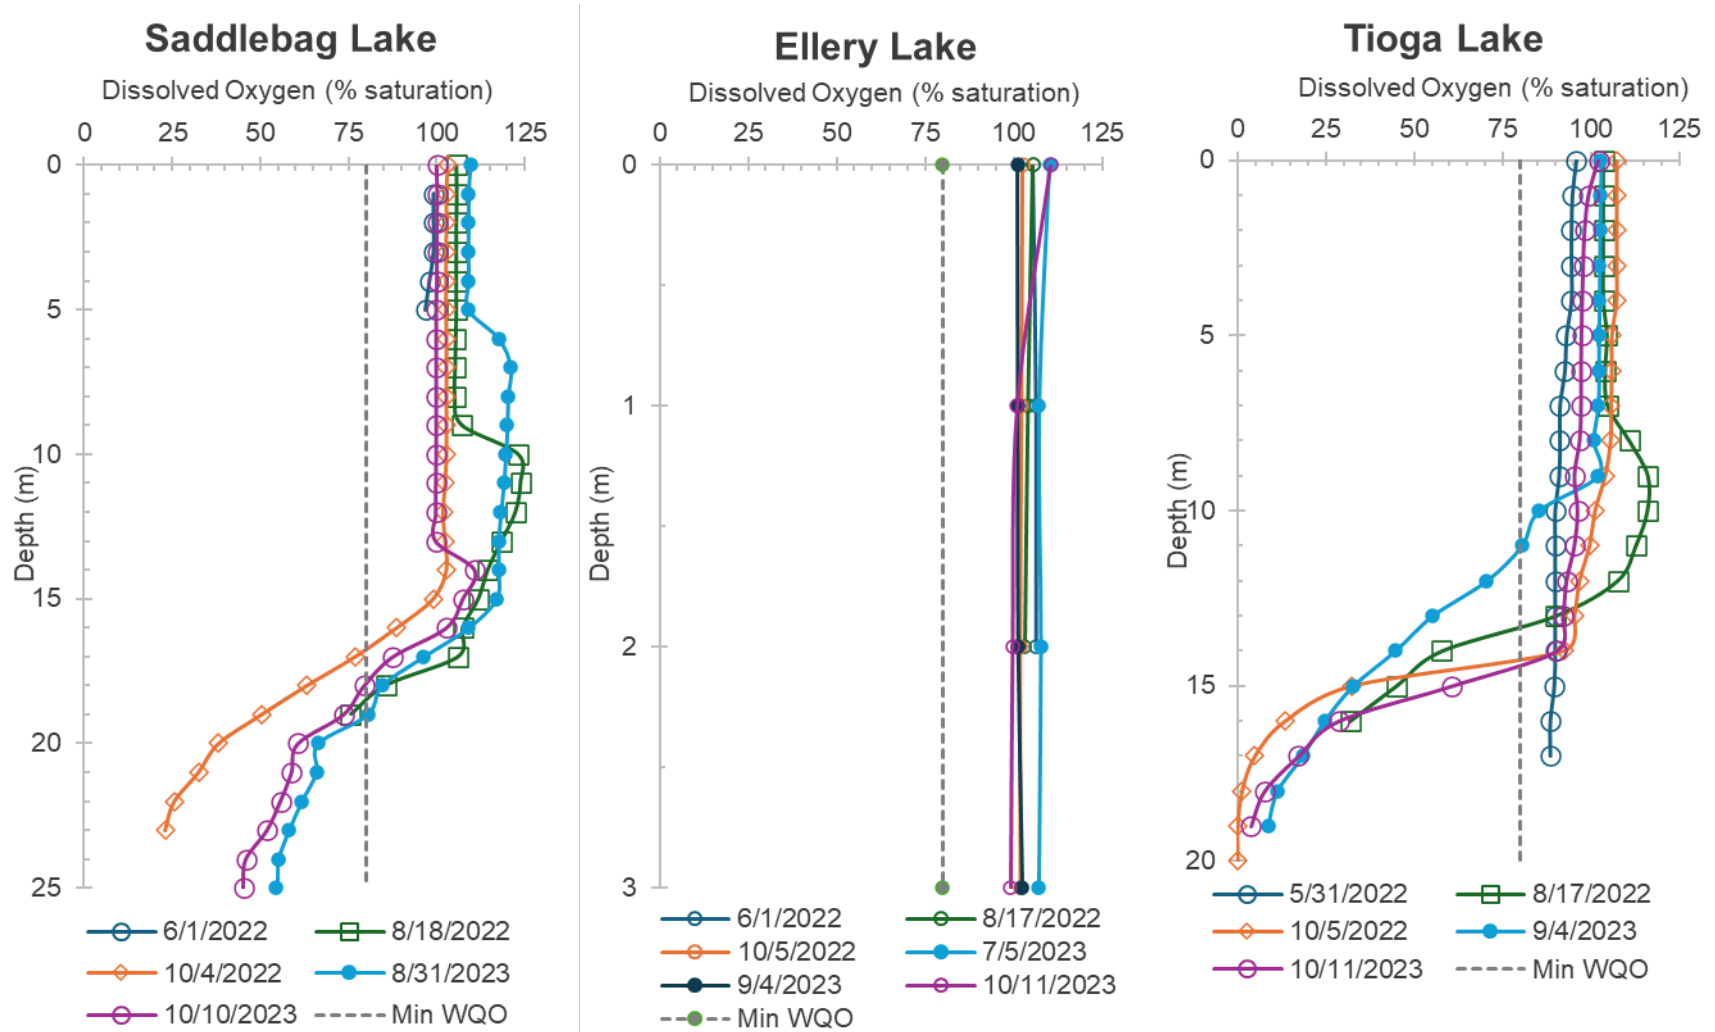 Saddlebag Lake
Dissolved Oxygen (% saturation)
0 25 50 75 100 125
0
5
10
15
20
25
Depth (m)
6/1/2022 8/18/2022
10/4/2022 8/31/2023
10/10/2023 Min WQO
Ellery Lake
Dissolved Oxygen (% saturation)
0 25 50 75 100 125
0
1
2
3
Depth (m)
6/1/2022 8/17/2022
10/5/2022 7/5/2023
9/4/2023 10/11/2023
Min WQO
Tioga Lake
Dissolved Oxygen (% saturation)
0 25 50 75 100 125
0
5
10
15
20
Depth (m)
5/31/2022 8/17/2022
10/5/2022 9/4/2023
10/11/2023 Min WQO